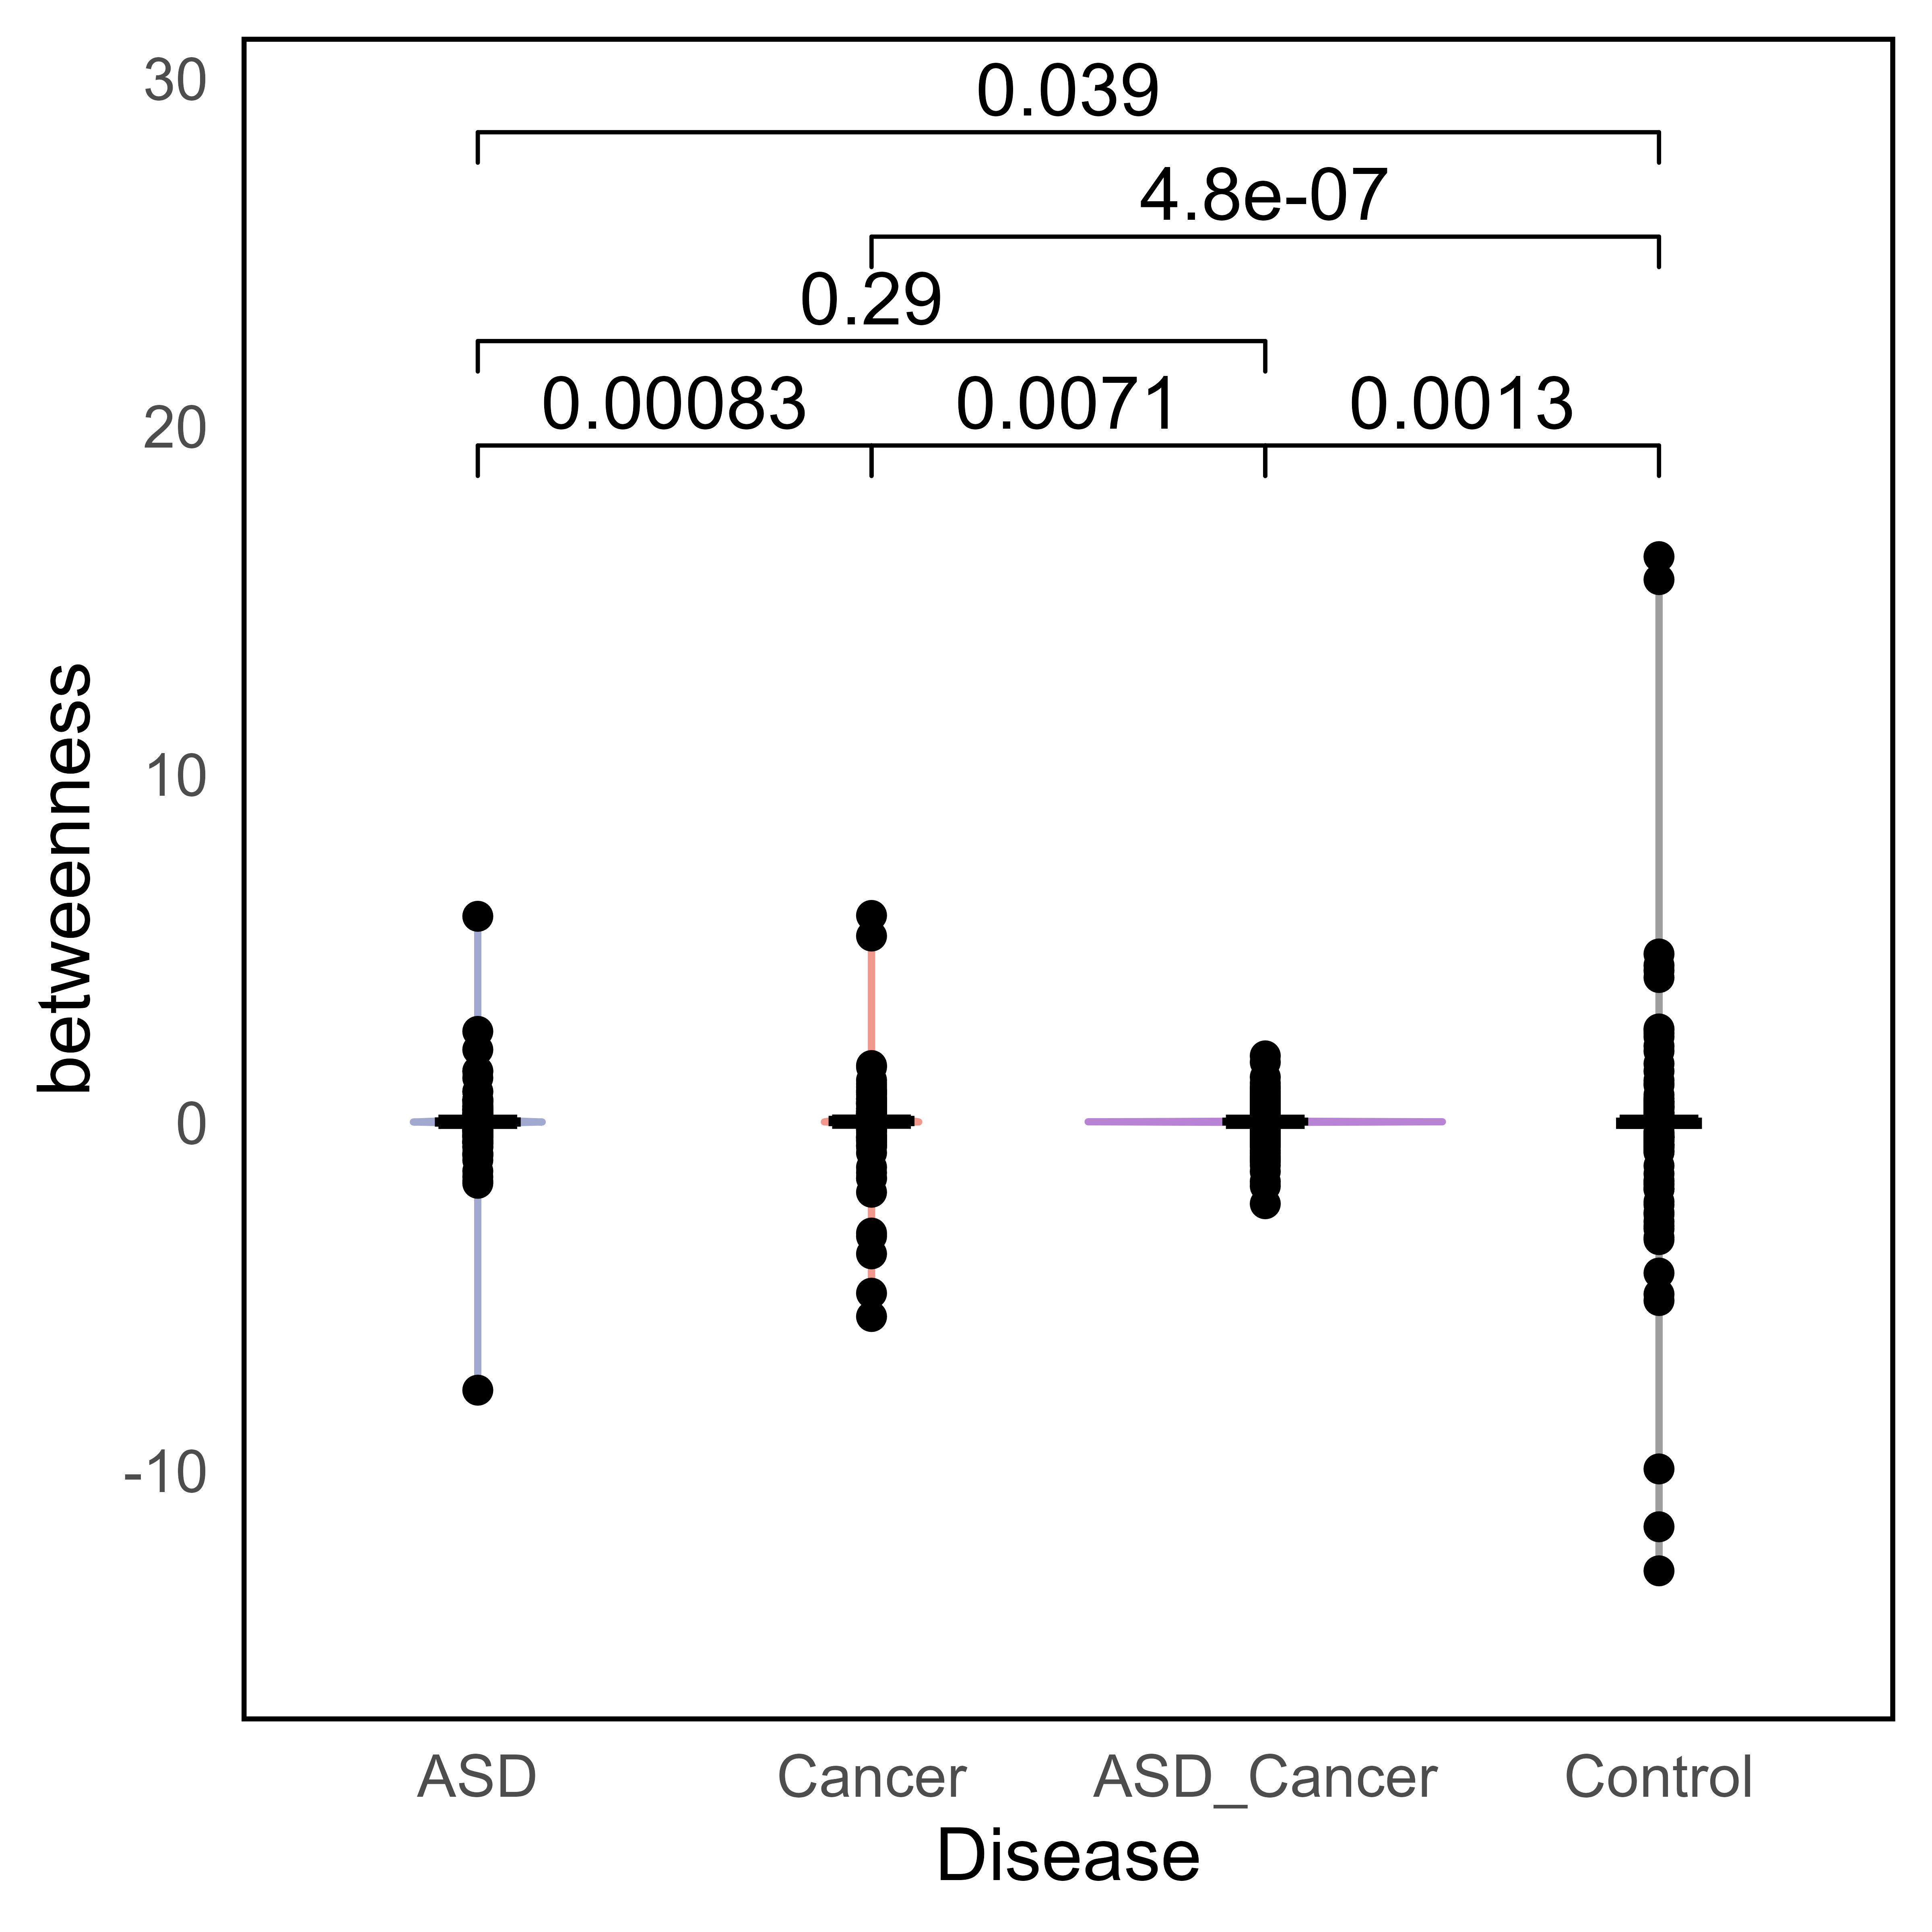 30
0.039
4.8e-07
0.29
20
0.00083
0.0071
0.0013
10
betweenness
0
-10
ASD
Cancer
ASD_Cancer
Control
Disease